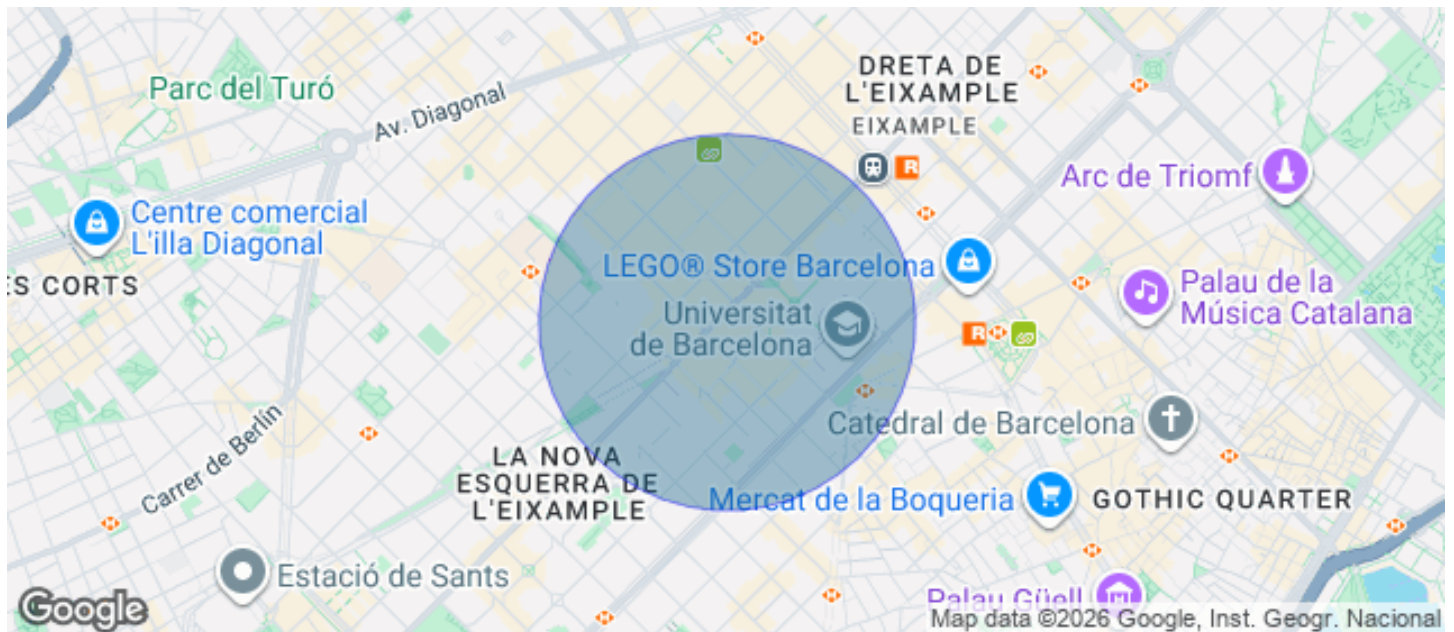 DRETA DE
L'EIXAMPLE
EIXAMPLE
Parc del Turó
Av. Diagonal
Arc de Triomf
Centre comercial
L'illa Diagonal
ES CORTS
LEGO® Store Barcelona
Universitat
de Barcelona
Palau de la
Música Catalana
Catedral de Barcelona
Carrer de Berlín
LA NOVA
ESQUERRA DE
L'EIXAMPLE
Mercat de la Boqueria
GOTHIC QUARTER
Estació de Sants
Palau Güell
Google
Map data ©2026 Google, Inst. Geogr. Nacional